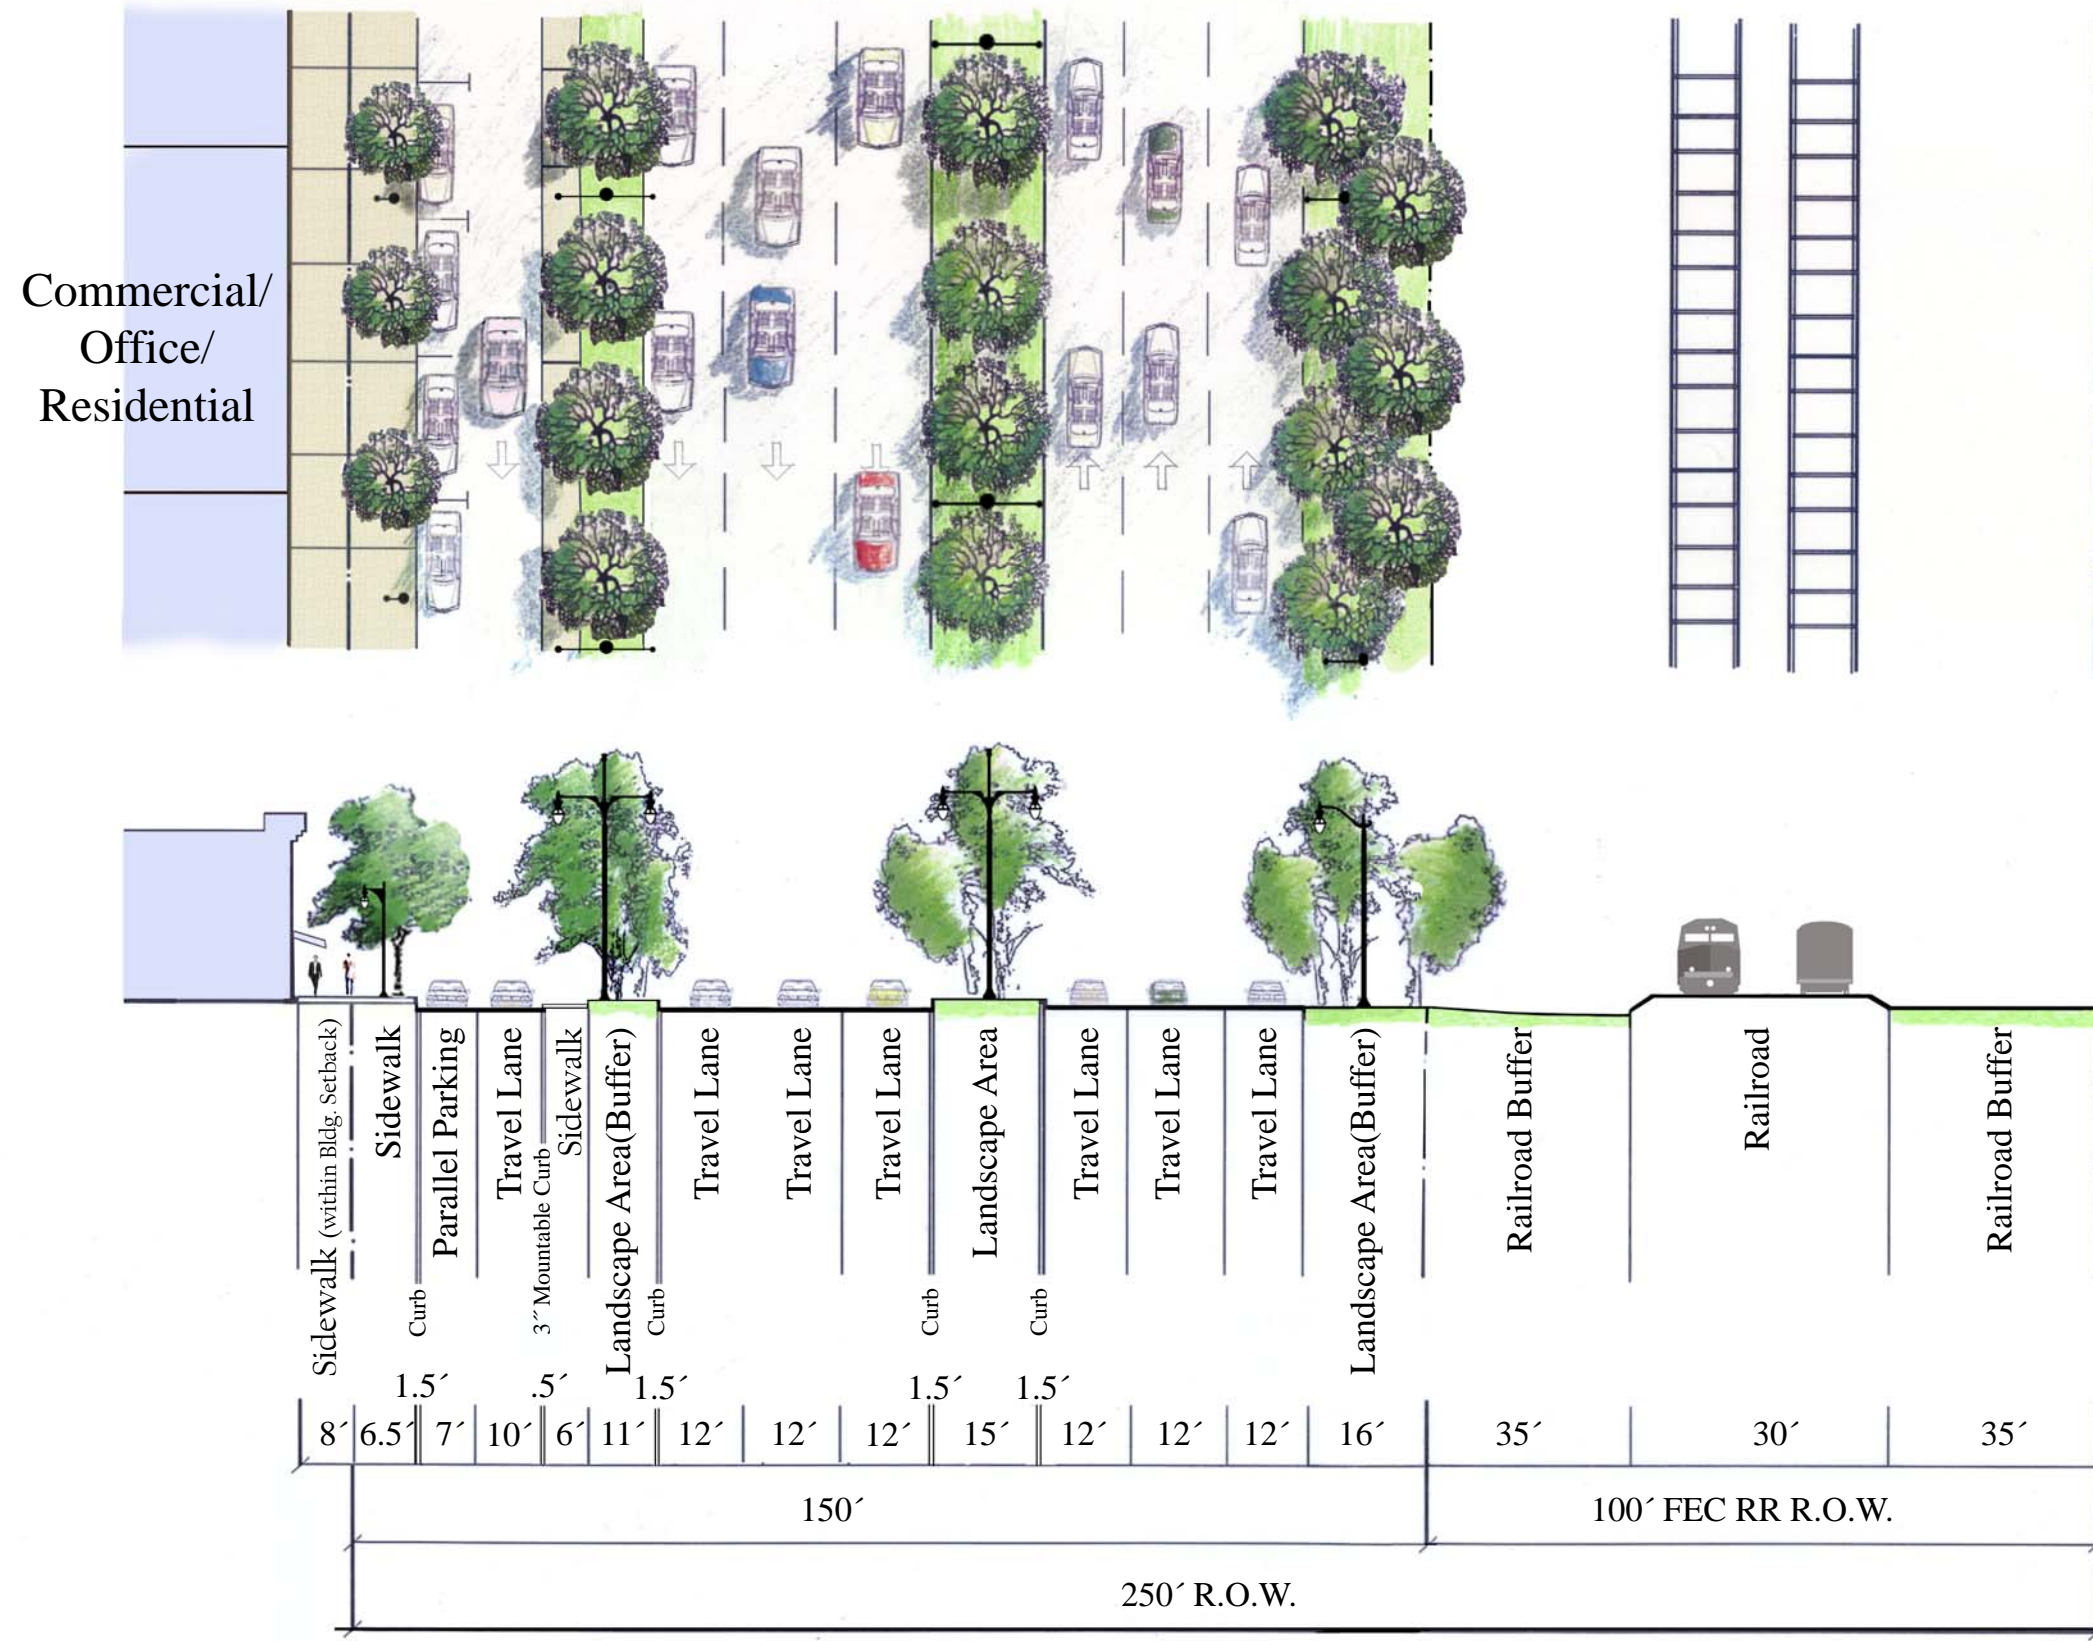 Commercial/
Office/
Residential
Sidewalk (within Bldg. Setback)
Sidewalk
Curb
Parallel Parking
Travel Lane
3˝ Mountable Curb
Sidewalk
Landscape Area(Buffer)
Curb
Travel Lane
Travel Lane
Travel Lane
Curb
Landscape Area
Curb
Travel Lane
Travel Lane
Travel Lane
Landscape Area(Buffer)
Railroad Buffer
Railroad
Railroad Buffer
1.5´ .5´ 1.5´ 1.5´ 1.5´
8´ 6.5´ 7´ 10´ 6´ 11´ 12´ 12´ 12´ 15´ 12´ 12´ 12´ 16´ 35´ 30´ 35´
150´ 100´ FEC RR R.O.W.
250´ R.O.W.